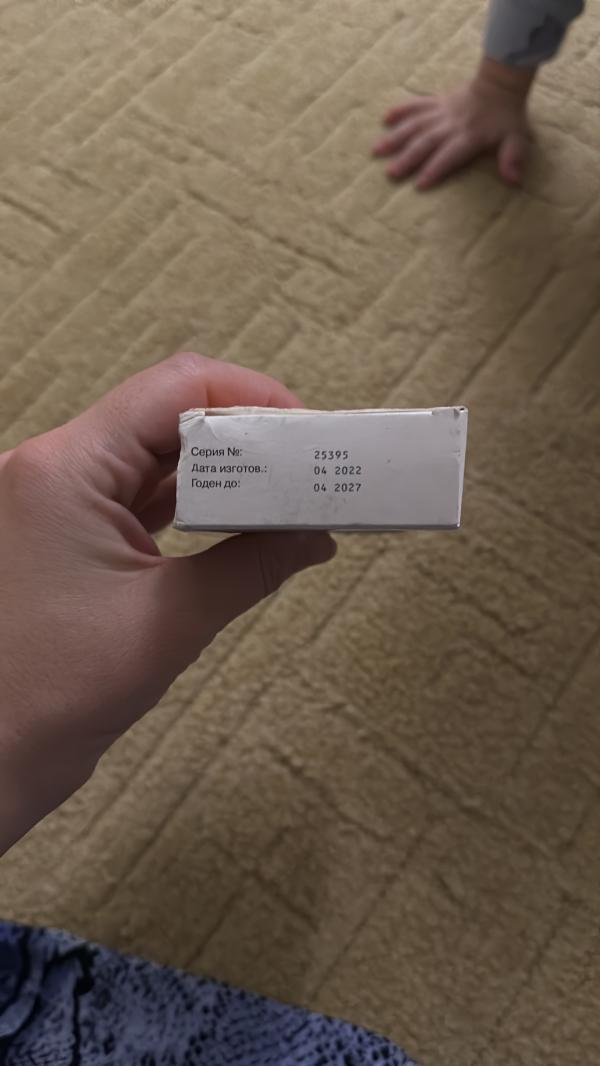 Серия №: 25395
Дата изготов.: 04 2022
Годен до: 04 2027